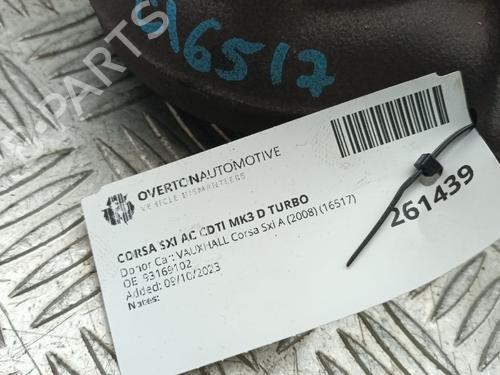 16517
OVERTONAUTOMOTIVE
VEHICLE DISMANTLERS
CORSA SXI AC CDTI MK3 D TURBO
Donor Car: VAUXHALL Corsa Sxi A (2008) (16517)
OE: 93169102
Added: 09/10/2023
Notes:
261439
B-PARTS